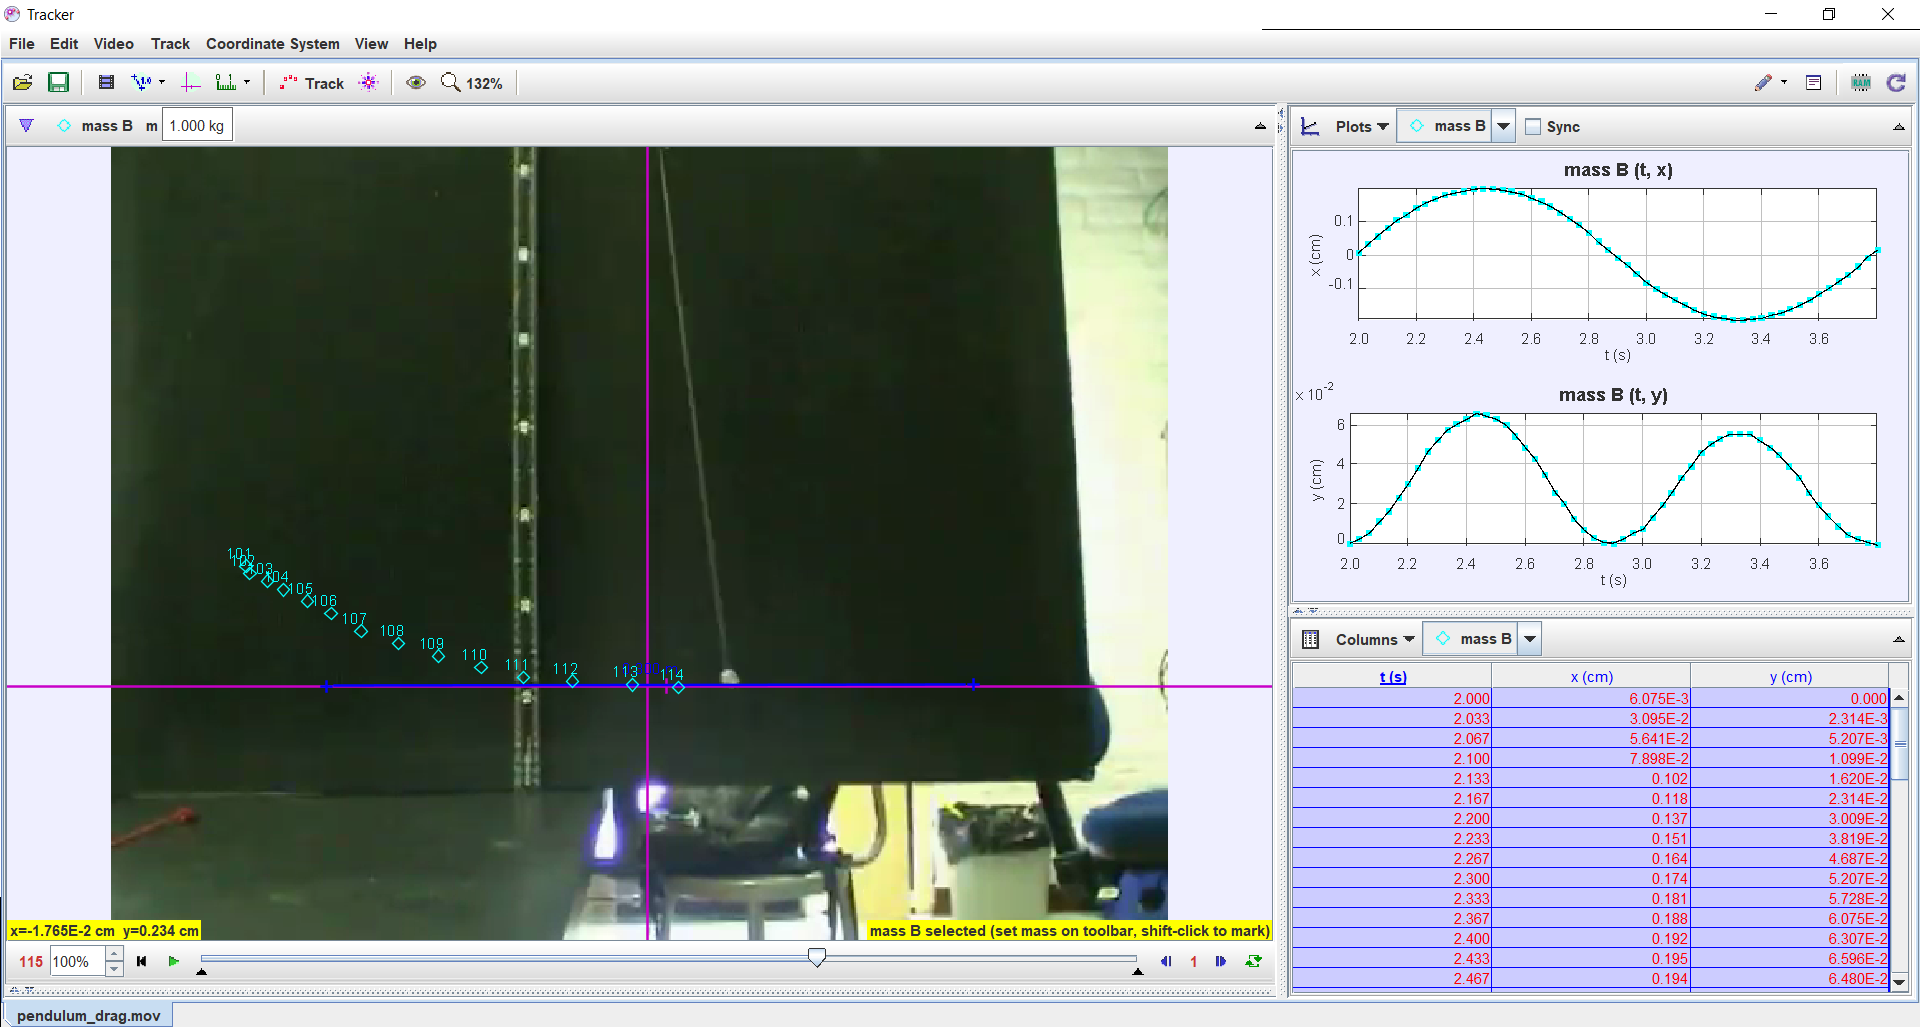 Tracker
File Edit Video Track Coordinate System View Help
Track 132%
mass B m 1.000 kg
Plots mass B Sync
mass B (t, x)
x (cm)
0.1
0
-0.1
2.0 2.2 2.4 2.6 2.8 3.0 3.2 3.4 3.6
t (s)
mass B (t, y)
× 10-2
y (cm)
6
4
2
0
2.0 2.2 2.4 2.6 2.8 3.0 3.2 3.4 3.6
t (s)
101
103
104
105
106
107
108
109
110
111
112
113
114
x=-1.765E-2 cm y=0.234 cm
mass B selected (set mass on toolbar, shift-click to mark)
115 100% 1
Columns mass B
t (s) x (cm) y (cm)
2.000 6.075E-3 0.000
2.033 3.095E-2 2.314E-3
2.067 5.641E-2 5.207E-3
2.100 7.898E-2 1.099E-2
2.133 0.102 1.620E-2
2.167 0.118 2.314E-2
2.200 0.137 3.009E-2
2.233 0.151 3.819E-2
2.267 0.164 4.687E-2
2.300 0.174 5.207E-2
2.333 0.181 5.728E-2
2.367 0.188 6.075E-2
2.400 0.192 6.307E-2
2.433 0.195 6.596E-2
2.467 0.194 6.480E-2
pendulum_drag.mov